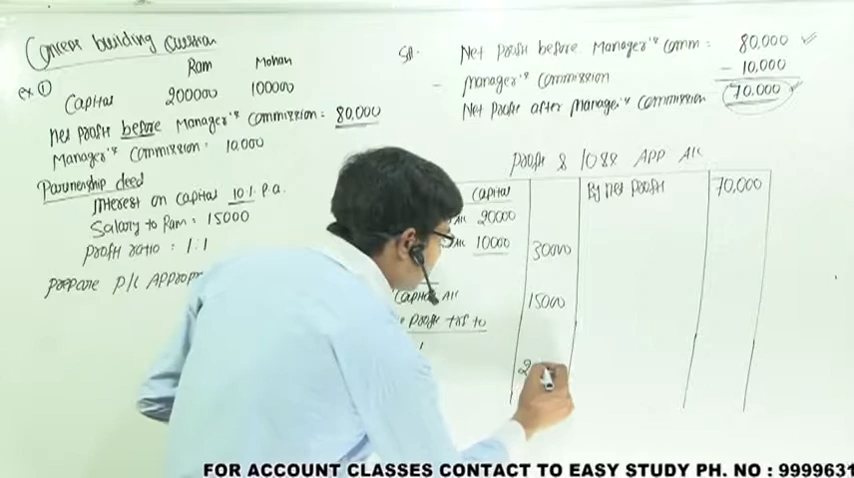 Concept building Question
Ram Mohan
ex ①
Capital 200000 100000
Net profit before Manager's Commission : 80,000
Manager's Commission : 10,000
Partnership deed
Interest on capital 10% p.a.
Salary to Ram = 15000
Profit ratio : 1:1
Prepare P/L Appropr
Sol. Net Profit before Manager's Comm : 80,000
- Manager's Commission - 10,000
Net Profit after Manager's Commission 70,000
Profit & loss App A/c
capital By Net profit 70,000
A/c 20000
A/c 10000 30000
Capital A/c 15000
Profit trf to
2
FOR ACCOUNT CLASSES CONTACT TO EASY STUDY PH. NO : 9999631